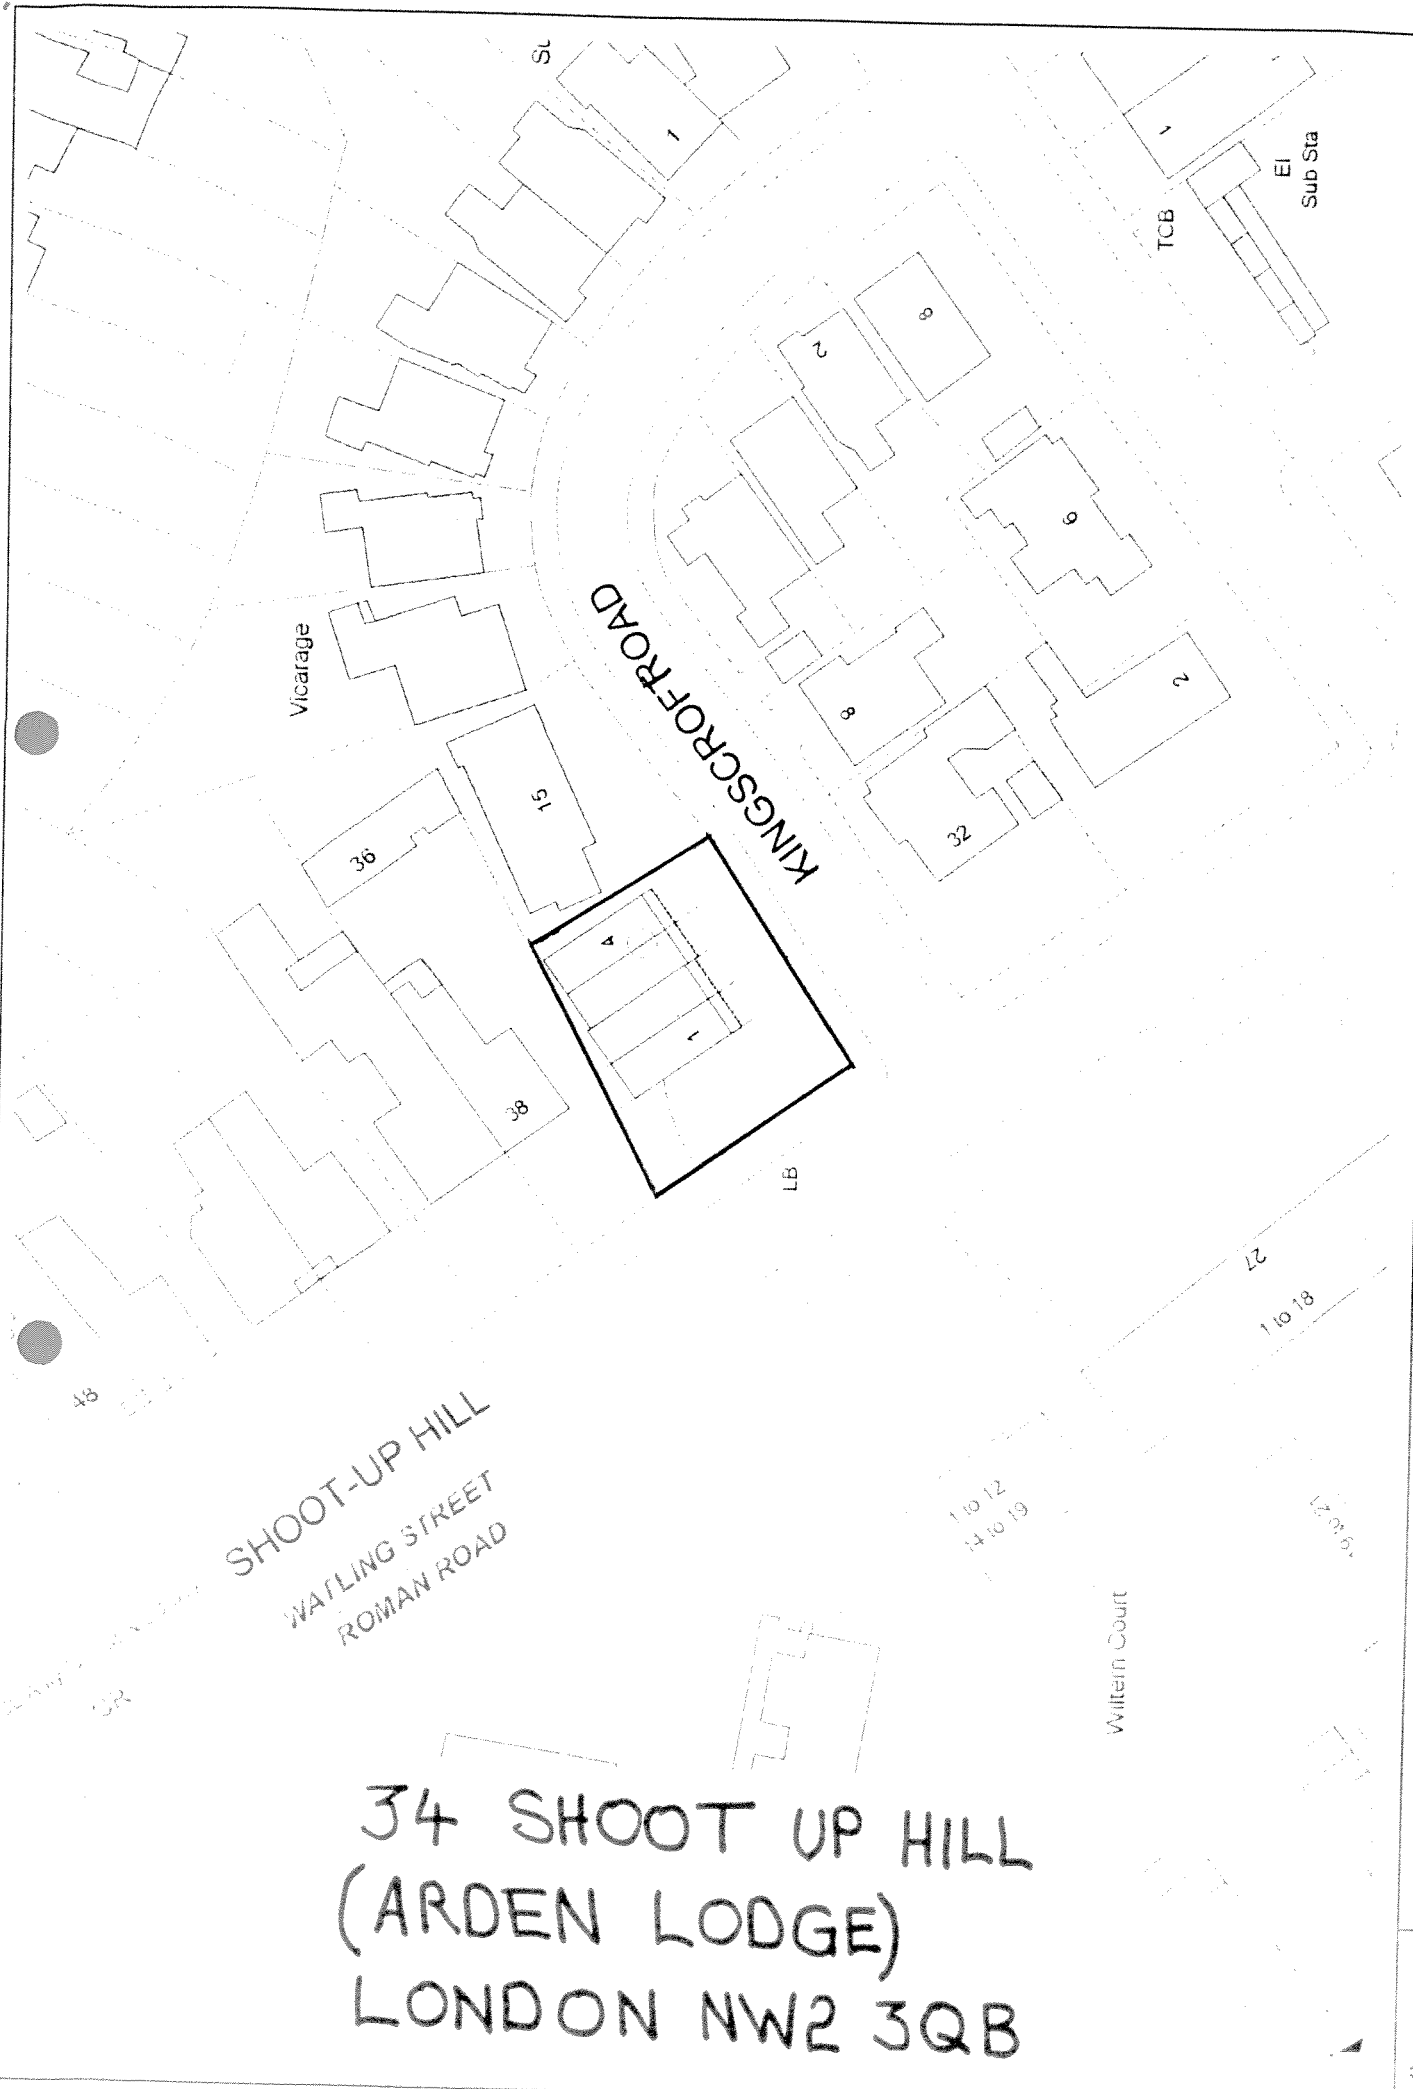 1
1
El
Sub Sta
TCB
2
8
6
Vicarage
KINGSCROFT ROAD
8
2
15
36
32
4
1
38
LB
27
1 to 18
48
SHOOT-UP HILL
WATLING STREET
ROMAN ROAD
1 to 12
14 to 19
Wiltern Court
34 SHOOT UP HILL
(ARDEN LODGE)
LONDON NW2 3QB